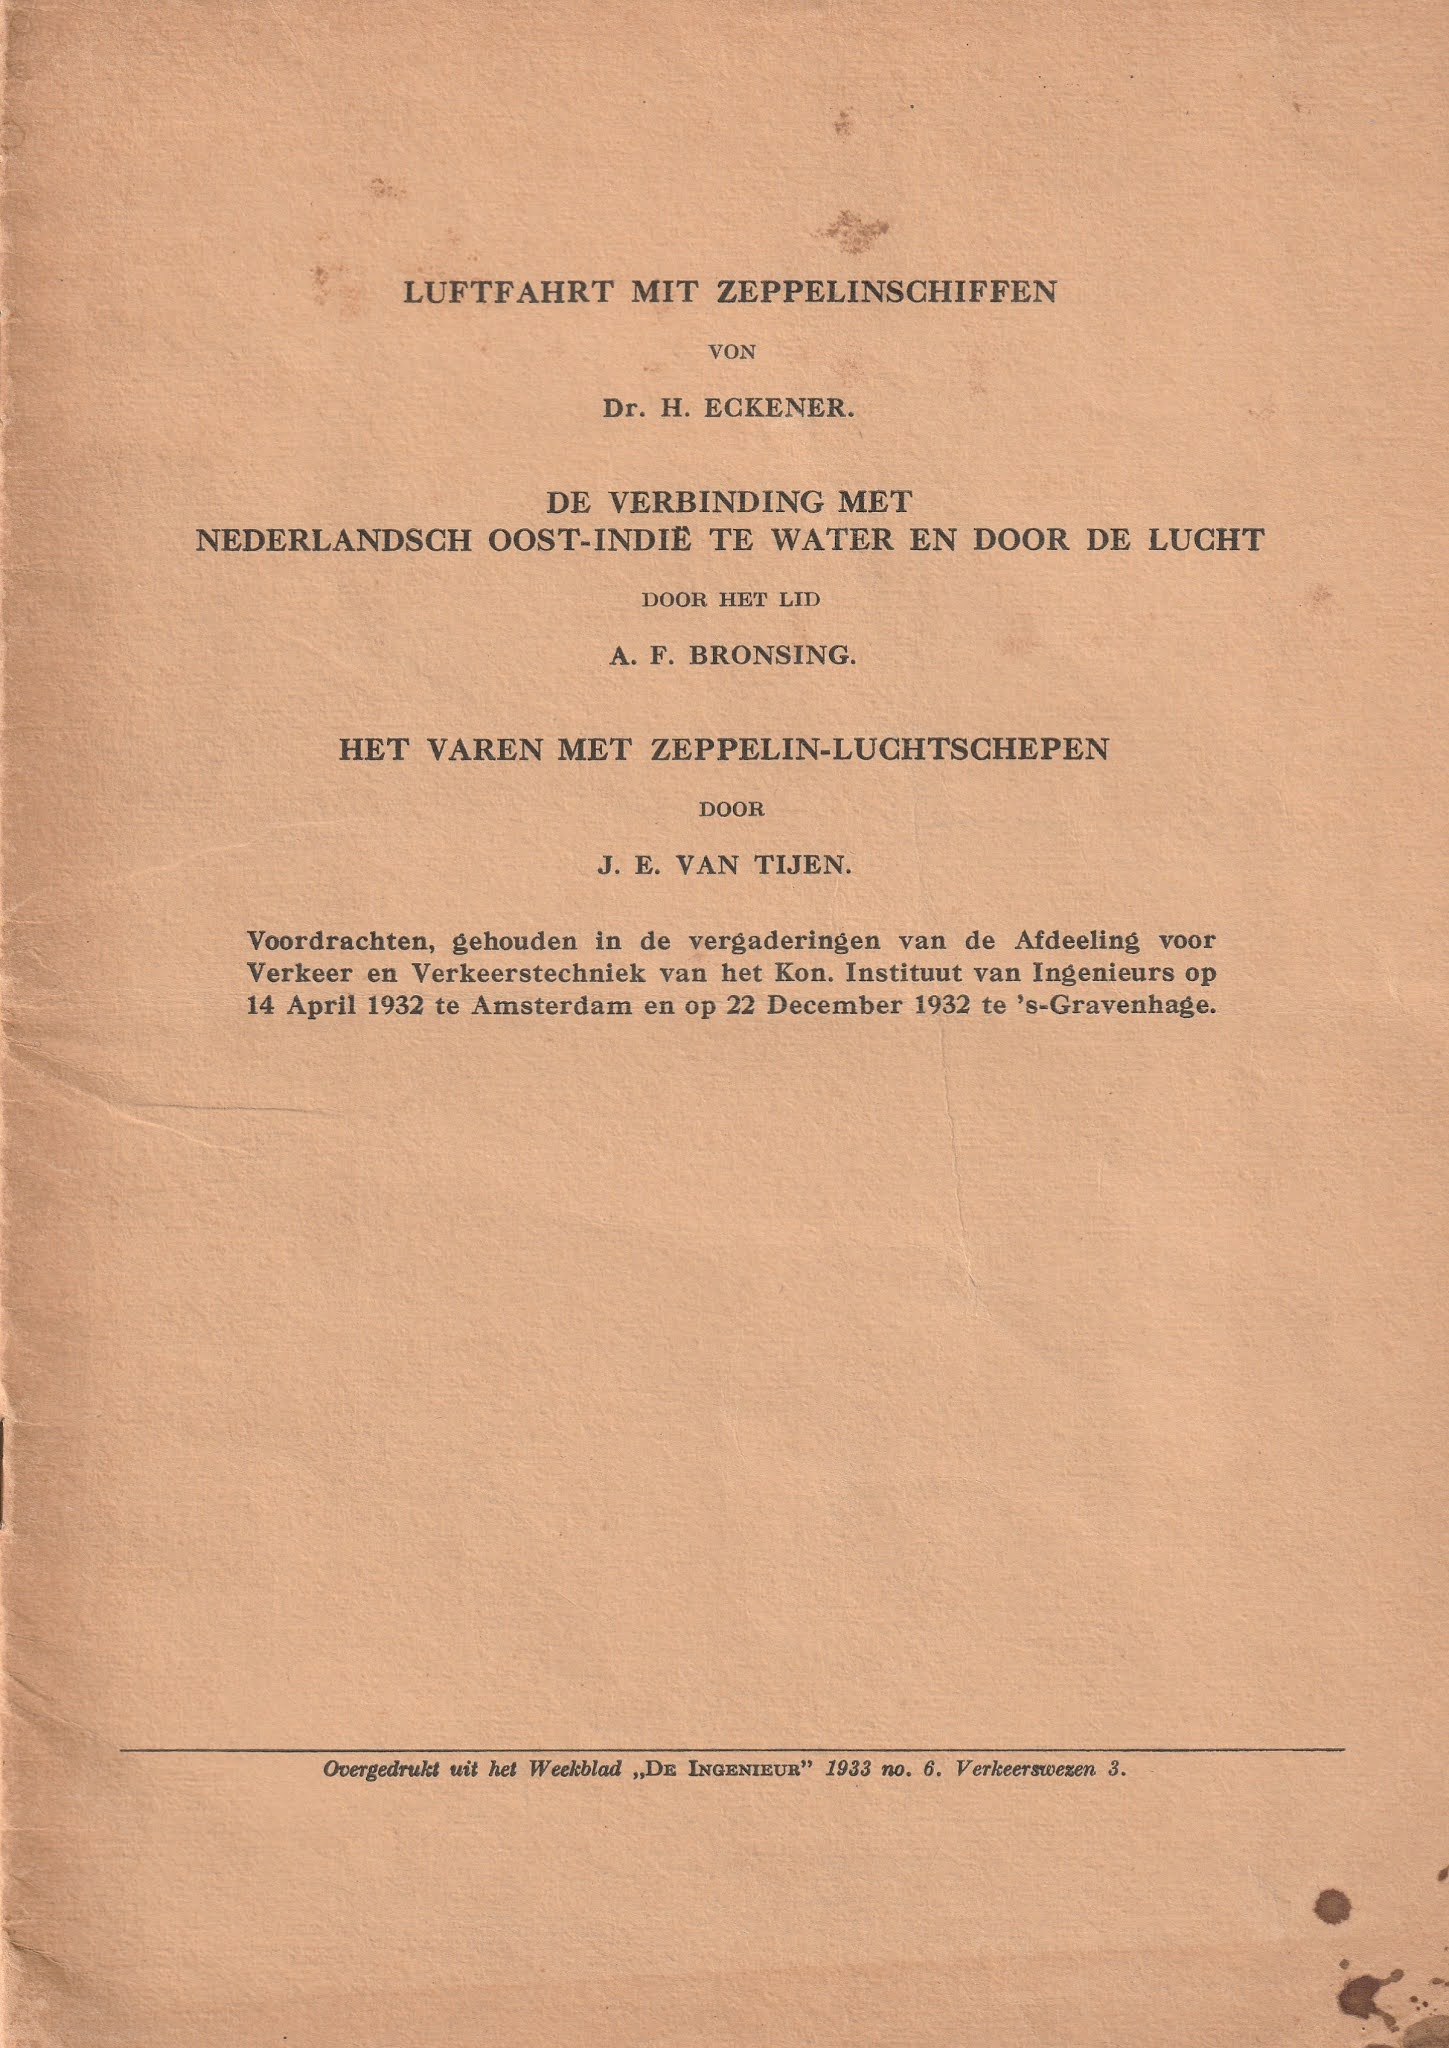 LUFTFAHRT MIT ZEPPELINSCHIFFEN
VON
Dr. H. ECKENER.
DE VERBINDING MET
NEDERLANDSCH OOST-INDIË TE WATER EN DOOR DE LUCHT
DOOR HET LID
A. F. BRONSING.
HET VAREN MET ZEPPELIN-LUCHTSCHEPEN
DOOR
J. E. VAN TIJEN.
Voordrachten, gehouden in de vergaderingen van de Afdeeling voor
Verkeer en Verkeerstechniek van het Kon. Instituut van Ingenieurs op
14 April 1932 te Amsterdam en op 22 December 1932 te 's-Gravenhage.
Overgedrukt uit het Weekblad „DE INGENIEUR” 1933 no. 6. Verkeerswezen 3.